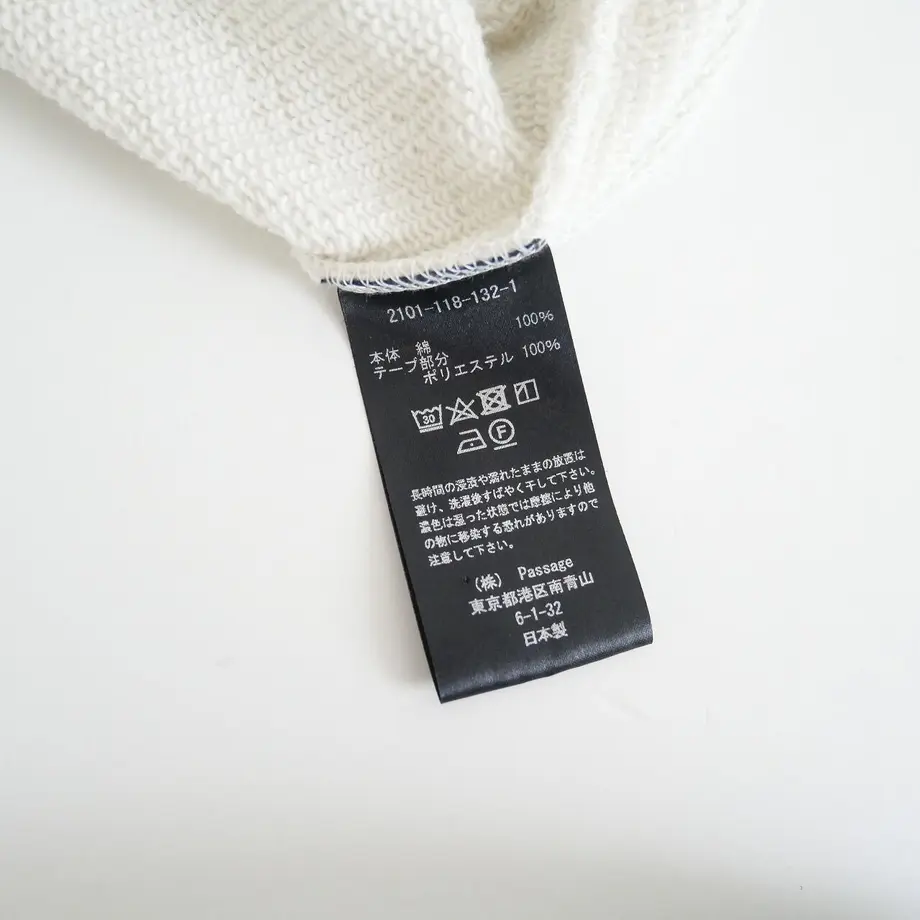 2101-118-132-1
100%
本体 綿
テープ部分
ポリエステル 100%
30
F
長時間の浸漬や濡れたままの放置は
避け、洗濯後すばやく干して下さい。
濃色は湿った状態では摩擦により他
の物に移染する恐れがありますので
注意して下さい。
(株) Passage
東京都港区南青山
6-1-32
日本製